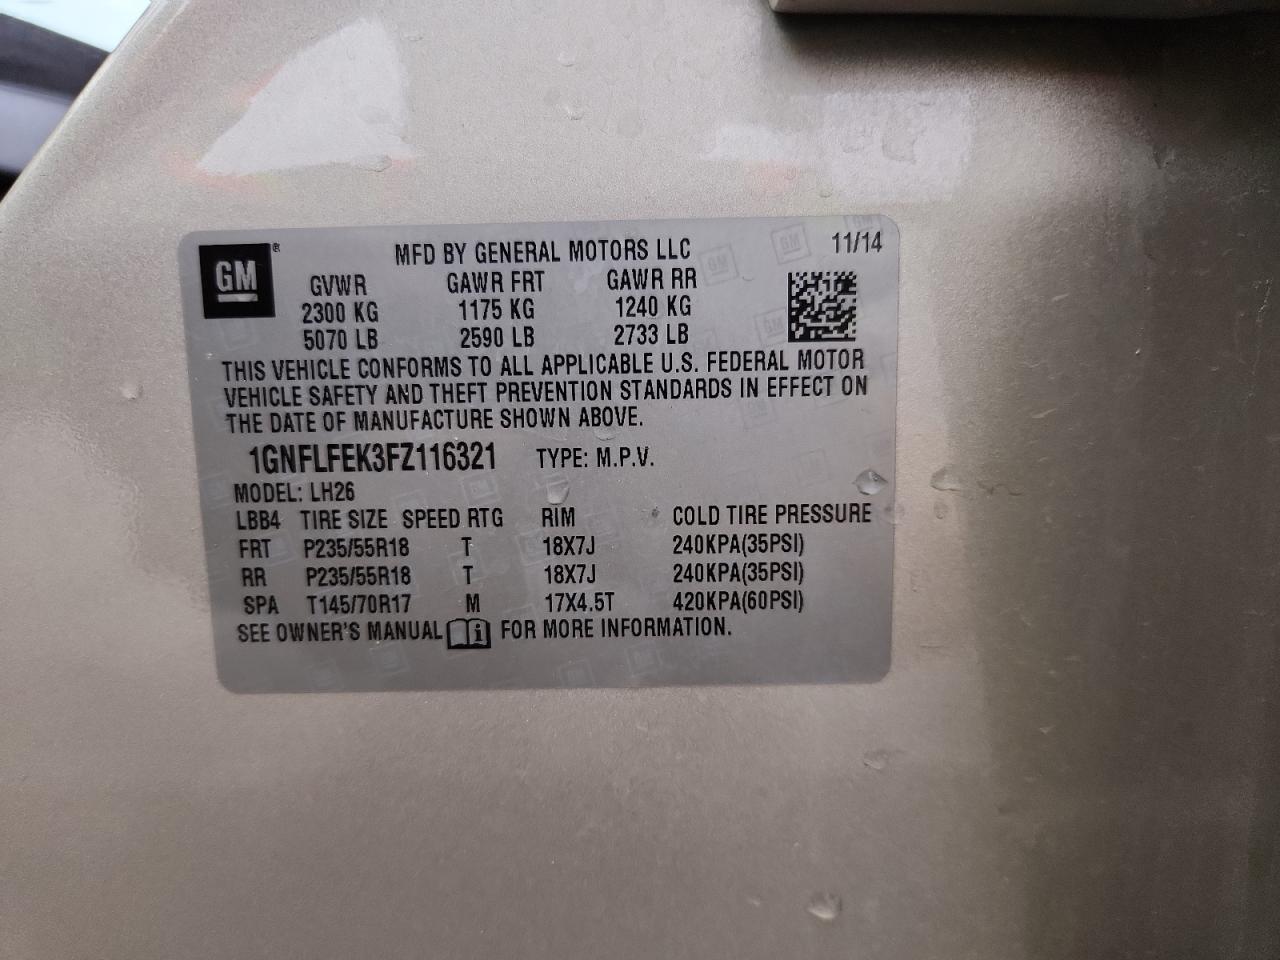 GM ® MFD BY GENERAL MOTORS LLC 11/14
GVWR GAWR FRT GAWR RR
2300 KG 1175 KG 1240 KG
5070 LB 2590 LB 2733 LB
THIS VEHICLE CONFORMS TO ALL APPLICABLE U.S. FEDERAL MOTOR
VEHICLE SAFETY AND THEFT PREVENTION STANDARDS IN EFFECT ON
THE DATE OF MANUFACTURE SHOWN ABOVE.
1GNFLFEK3FZ116321 TYPE: M.P.V.
MODEL: LH26
LBB4 TIRE SIZE SPEED RTG RIM COLD TIRE PRESSURE
FRT P235/55R18 T 18X7J 240KPA(35PSI)
RR P235/55R18 T 18X7J 240KPA(35PSI)
SPA T145/70R17 M 17X4.5T 420KPA(60PSI)
SEE OWNER'S MANUAL i FOR MORE INFORMATION.